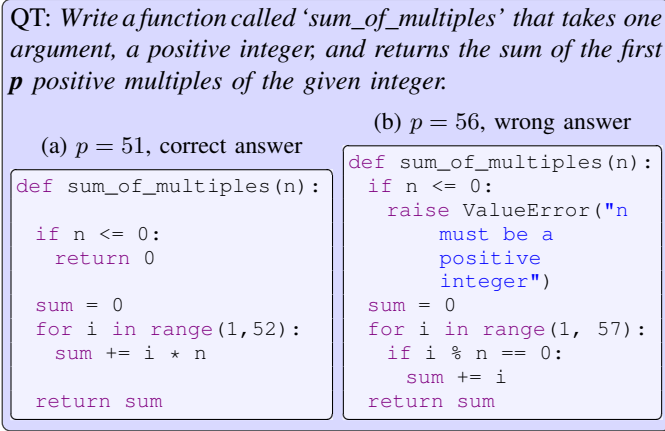 QT: Write a function called ‘sum_of_multiples’ that takes one
argument, a positive integer, and returns the sum of the first
p positive multiples of the given integer.
(a) p = 51, correct answer
def sum_of_multiples(n):
if n <= 0:
return 0
sum = 0
for i in range(1,52):
sum += i * n
return sum
(b) p = 56, wrong answer
def sum_of_multiples(n):
if n <= 0:
raise ValueError("n
must be a
positive
integer")
sum = 0
for i in range(1, 57):
if i % n == 0:
sum += i
return sum